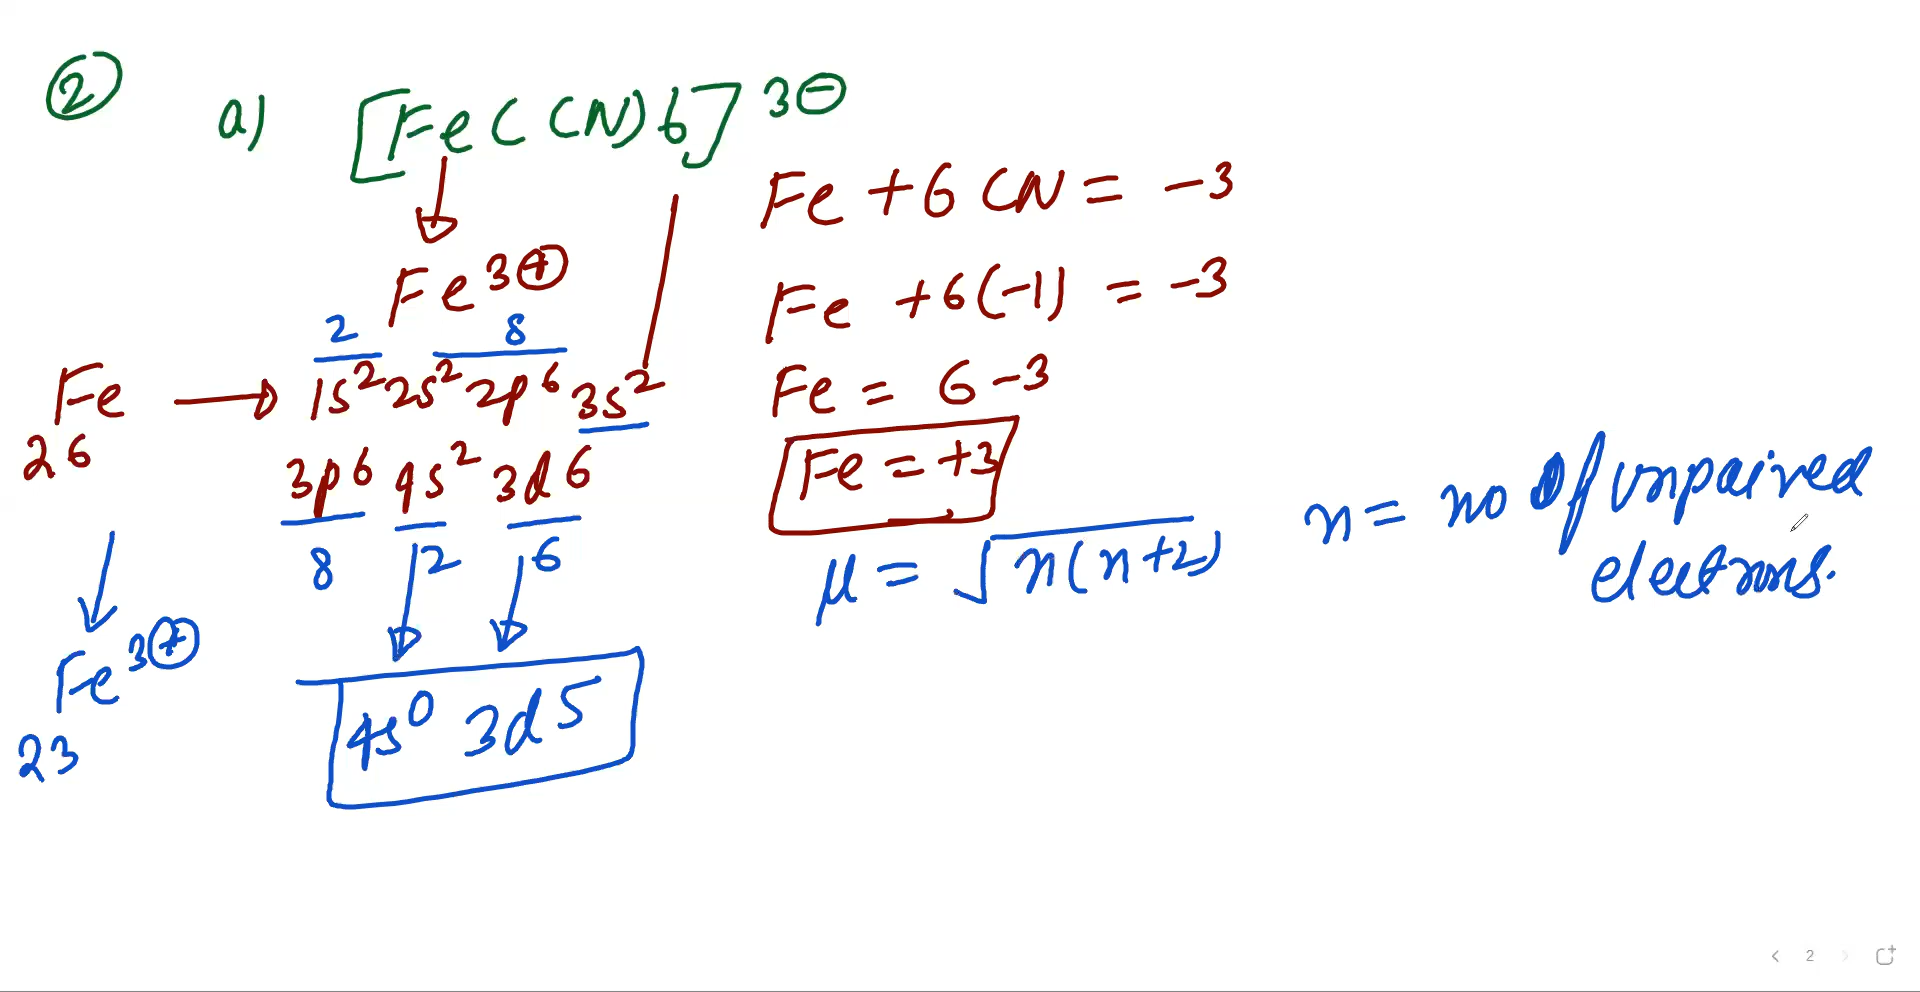 ②
a) [Fe(CN)6]3⊖
Fe + 6 CN = -3
Fe3⊕
Fe + 6(-1) = -3
2 8
Fe → 1s² 2s² 2p⁶ 3s²
26
Fe = 6 - 3
3p⁶ 4s² 3d⁶
Fe = +3
8 2 6
μ = √n(n+2)
n = no of unpaired
electrons.
Fe3⊕
23
4s⁰ 3d5
2